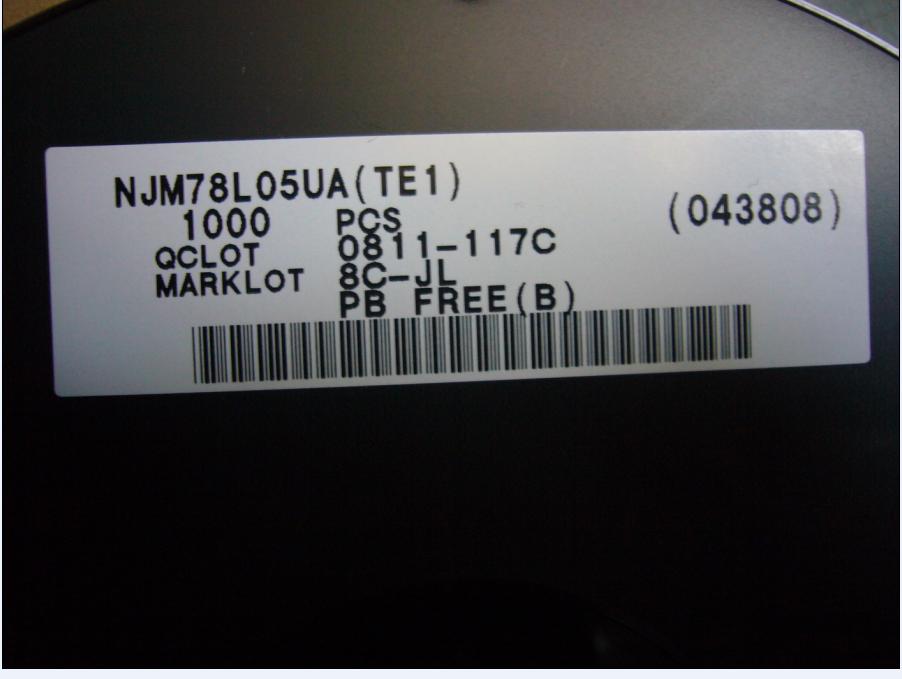 NJM78L05UA(TE1)
1000 PCS (043808)
QCLOT 0811-117C
MARKLOT 8C-JL
PB FREE(B)